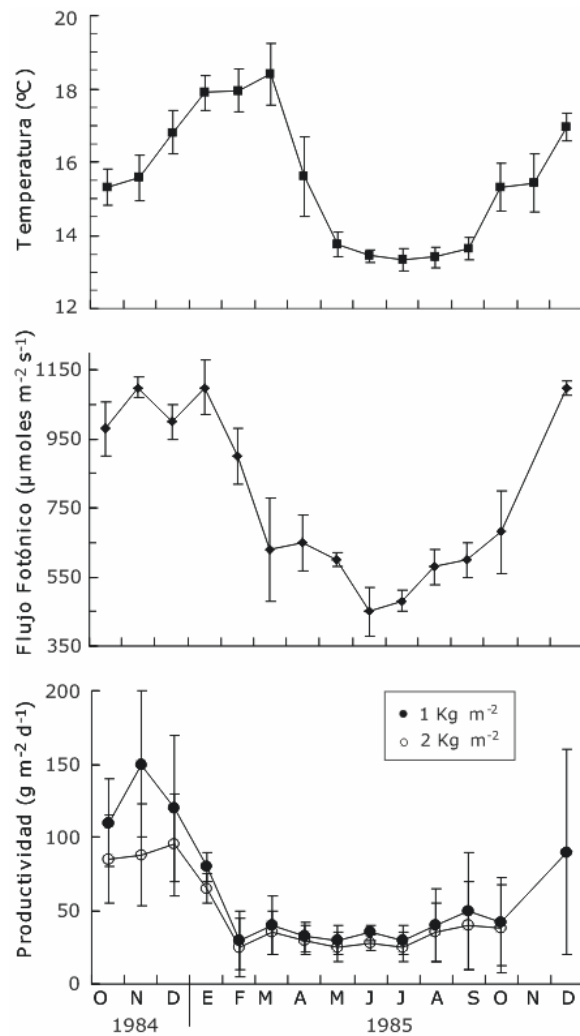 20
18
16
14
12
Temperatura (ºC)
1150
950
750
550
350
Flujo Fotónico (µmoles m⁻² s⁻¹)
200
150
100
50
0
Productividad (g m⁻² d⁻¹)
1 Kg m⁻²
2 Kg m⁻²
O N D E F M A M J J A S O N D
1984 1985